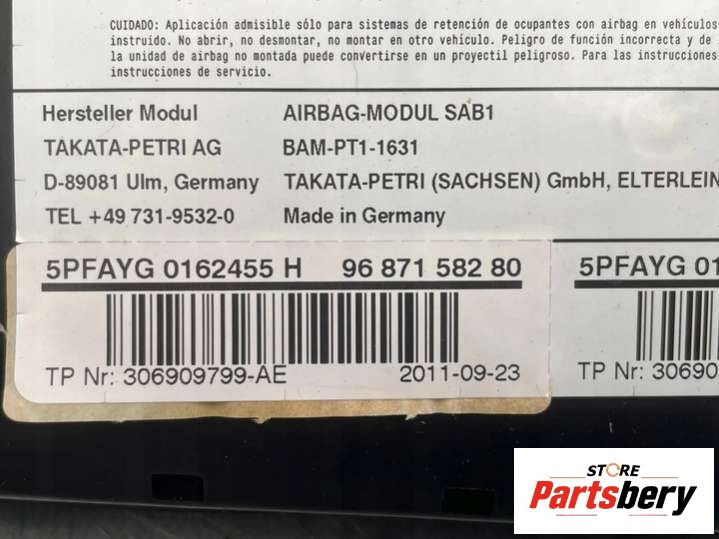 CUIDADO: Aplicación admisible sólo para sistemas de retención de ocupantes con airbag en vehículos
instruido. No abrir, no desmontar, no montar en otro vehículo. Peligro de función incorrecta y de
la unidad de airbag no montada puede convertirse en un proyectil peligroso. Para las instrucciones
instrucciones de servicio.
Hersteller Modul AIRBAG-MODUL SAB1
TAKATA-PETRI AG BAM-PT1-1631
D-89081 Ulm, Germany TAKATA-PETRI (SACHSEN) GmbH, ELTERLEIN
TEL +49 731-9532-0 Made in Germany
5PFAYG 0162455 H 96 871 582 80 5PFAYG 01
TP Nr: 306909799-AE 2011-09-23 TP Nr: 30690
STORE
Partsbery